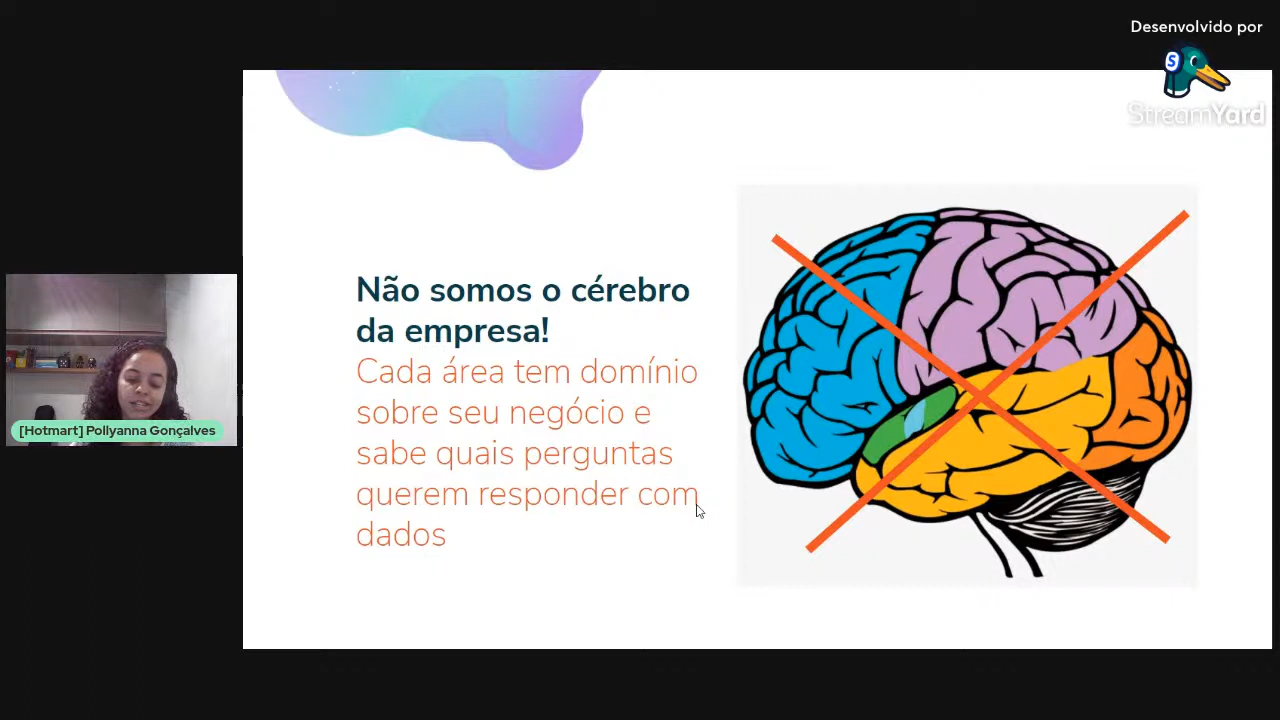 Desenvolvido por
S
StreamYard
Não somos o cérebro
da empresa!
Cada área tem domínio
sobre seu negócio e
sabe quais perguntas
querem responder com
dados
[Hotmart] Pollyanna Gonçalves